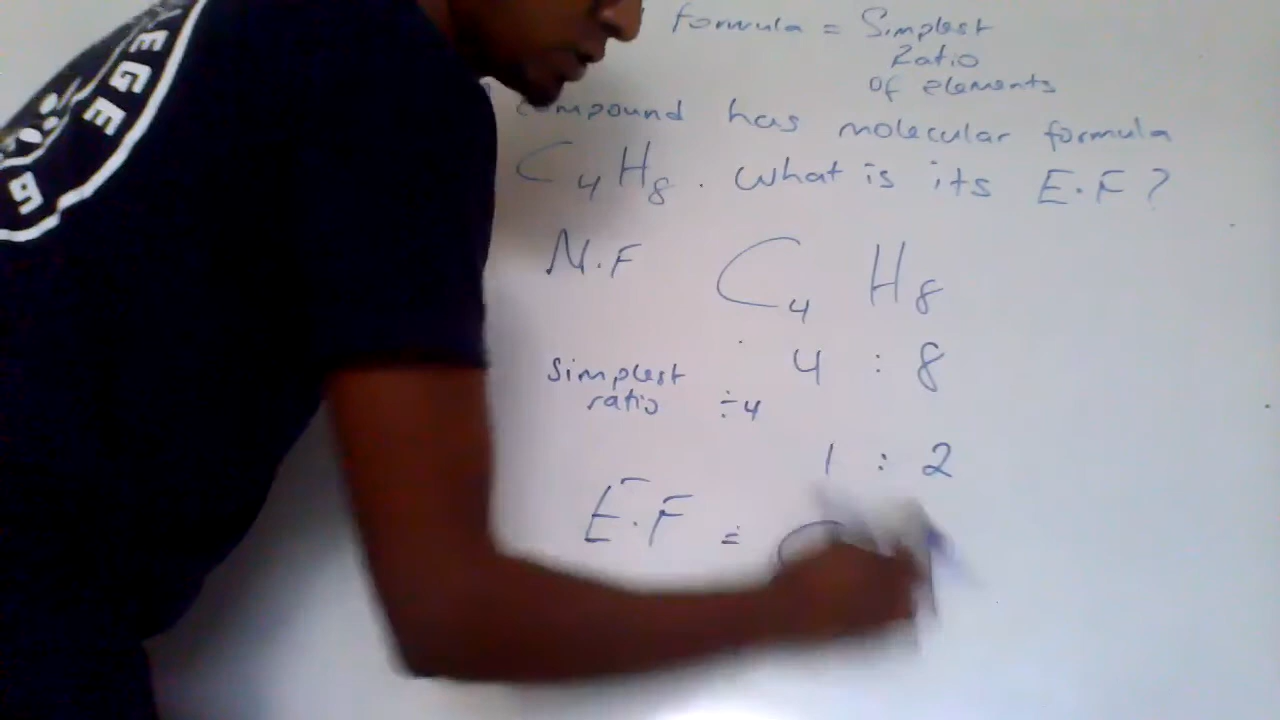 formula = Simplest
Ratio
of elements
compound has molecular formula
C4H8. What is its E.F?
M.F C4 H8
4 : 8
simplest
ratio ÷4
1 : 2
E.F =
EGE